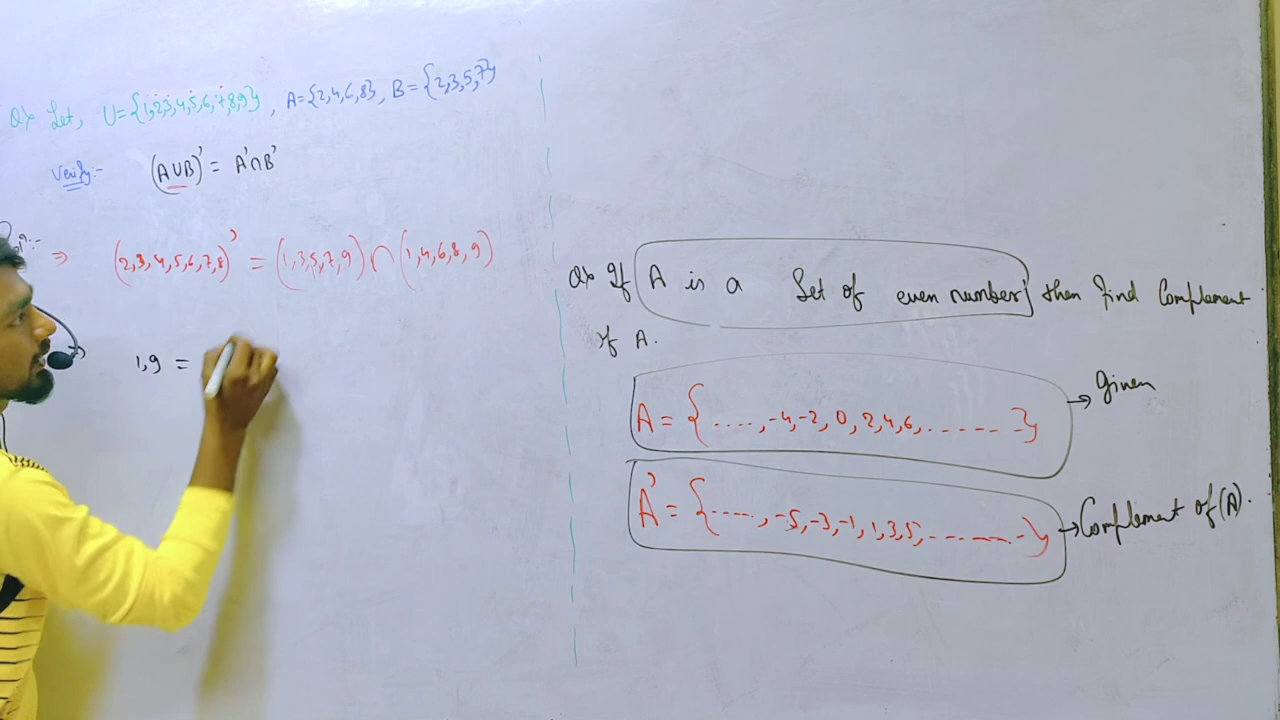 Q> Let, U={1,2,3,4,5,6,7,8,9}, A={2,4,6,8}, B={2,3,5,7}
Verify:- (A∪B)' = A'∩B'
⇒ (2,3,4,5,6,7,8)' = (1,3,5,7,9)∩(1,4,6,8,9)
1,9 =
Q> If A is a Set of even number, then find Complement
of A.
A = {....,-4,-2,0,2,4,6,......-} → Given
A' = {.....,-5,-3,-1,1,3,5,........-} → Complement of (A).